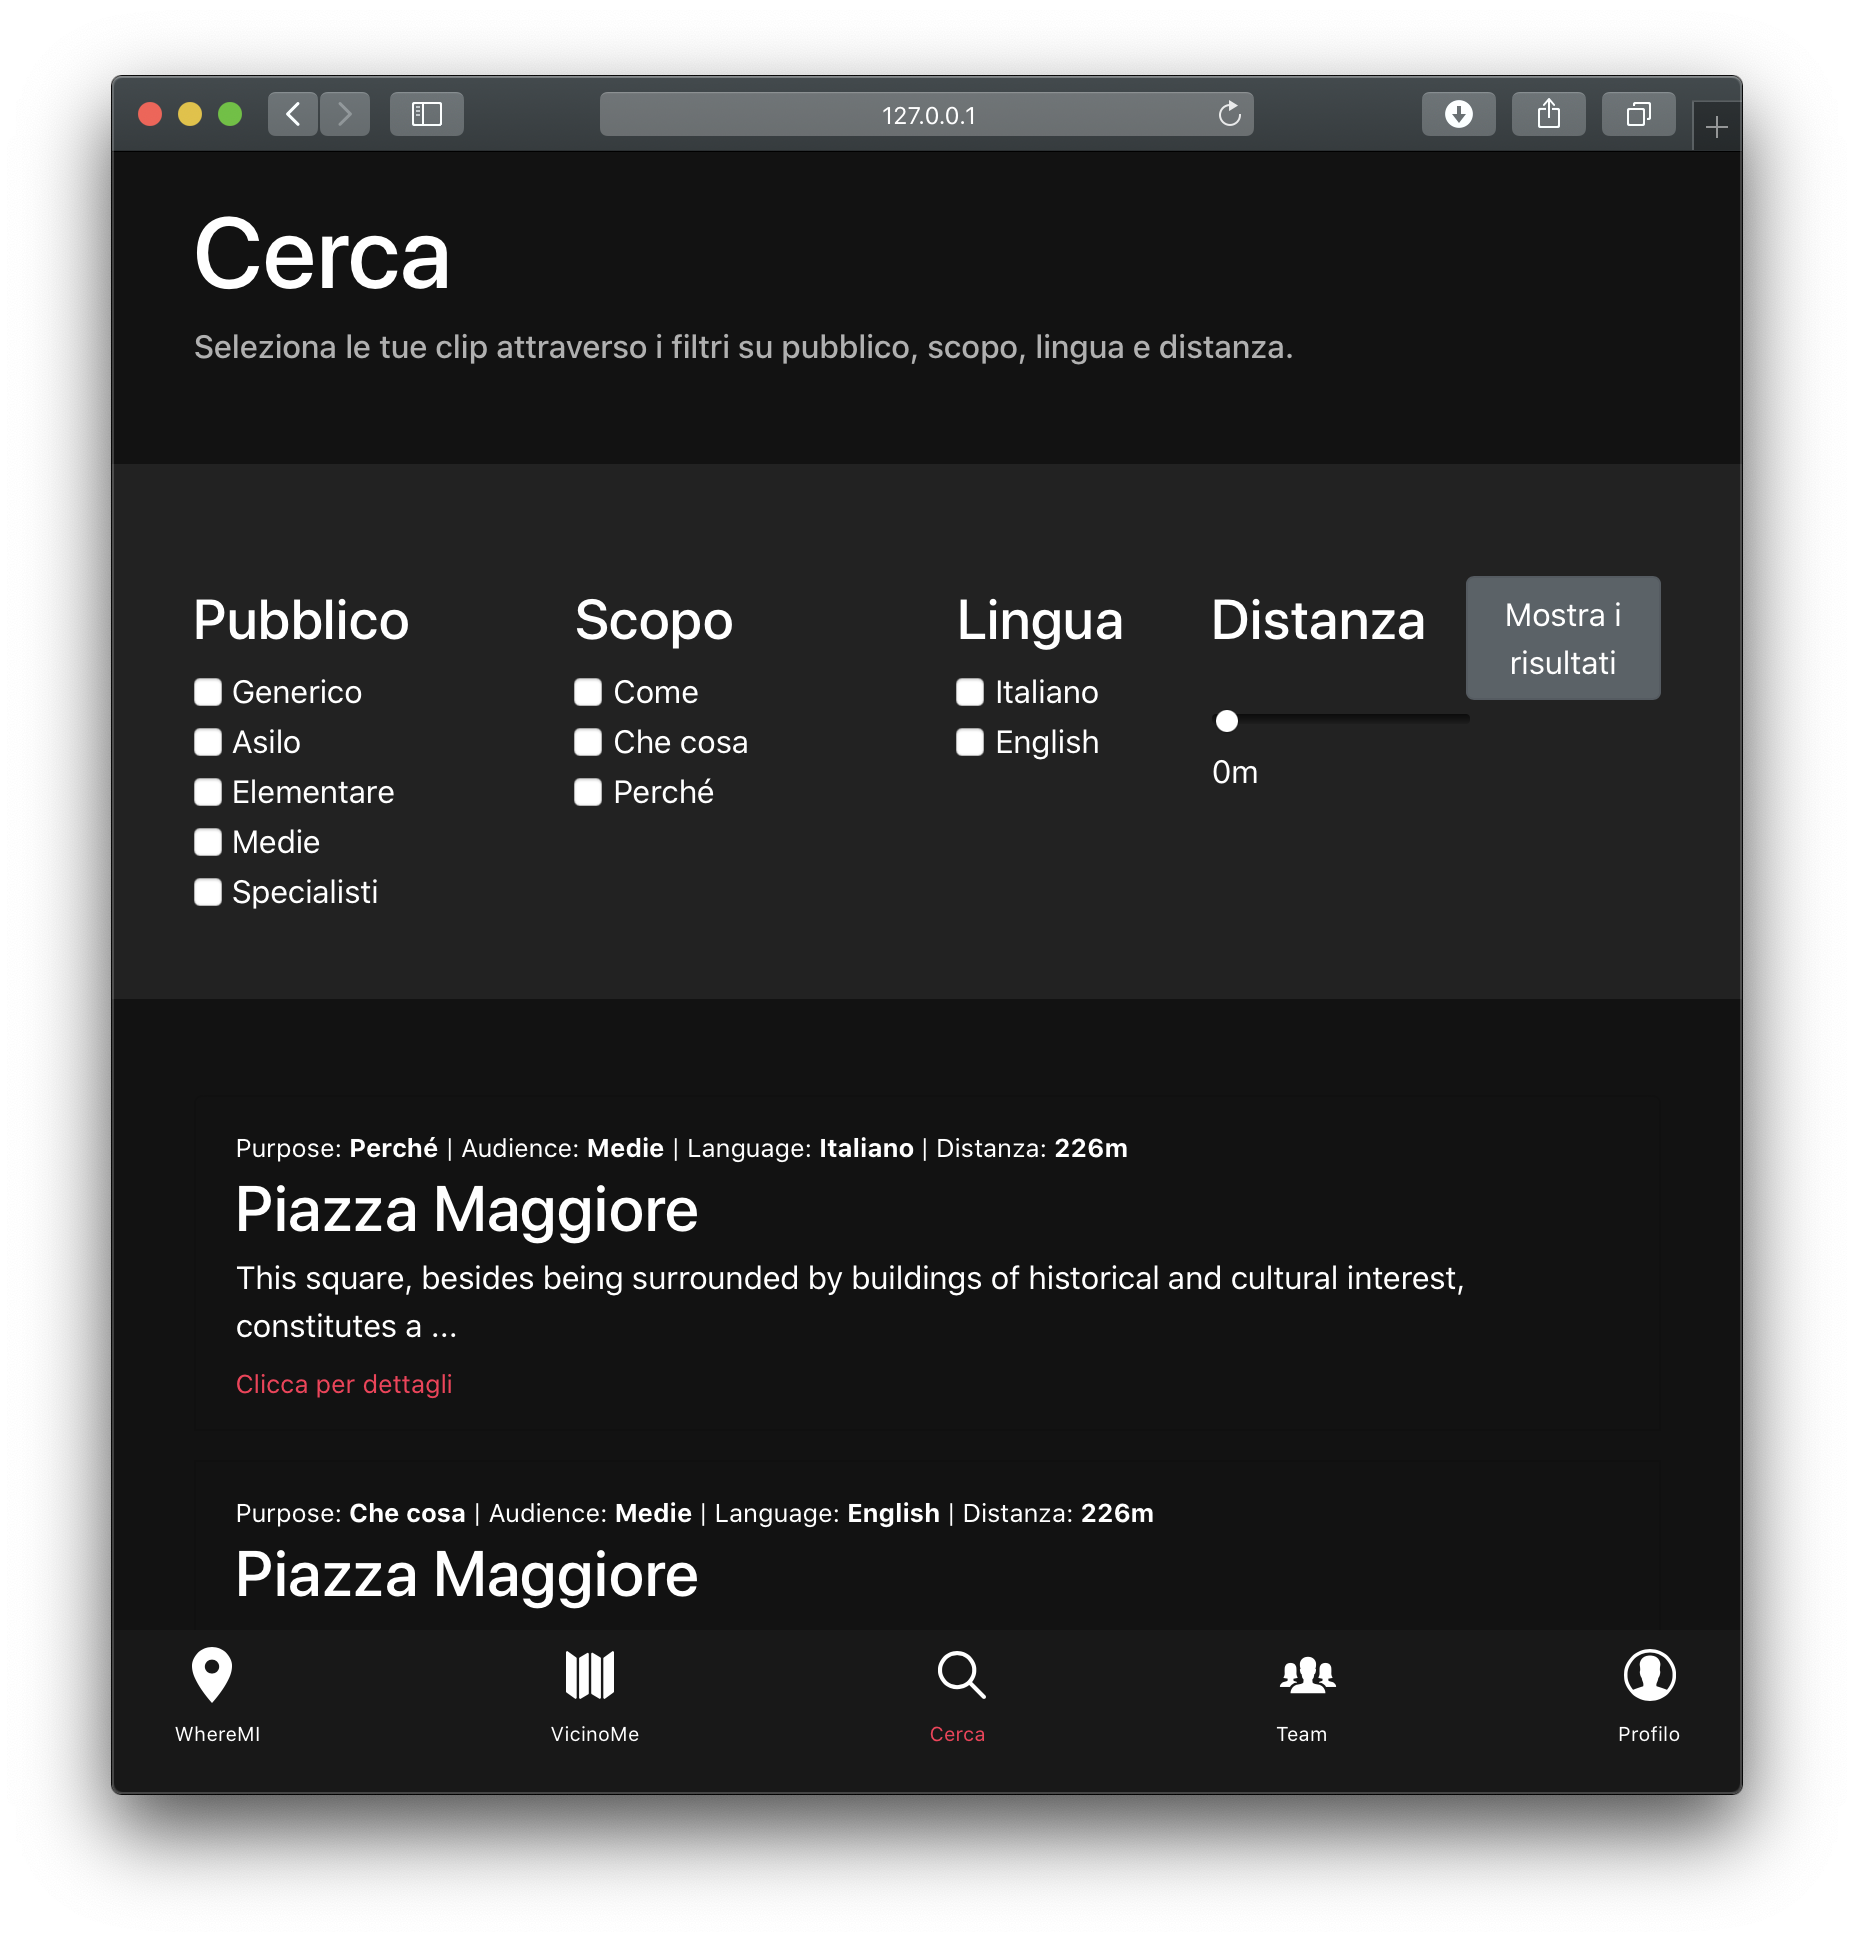 127.0.0.1
Cerca
Seleziona le tue clip attraverso i filtri su pubblico, scopo, lingua e distanza.
Pubblico
Generico
Asilo
Elementare
Medie
Specialisti
Scopo
Come
Che cosa
Perché
Lingua
Italiano
English
Distanza
0m
Mostra i
risultati
Purpose: Perché | Audience: Medie | Language: Italiano | Distanza: 226m
Piazza Maggiore
This square, besides being surrounded by buildings of historical and cultural interest,
constitutes a ...
Clicca per dettagli
Purpose: Che cosa | Audience: Medie | Language: English | Distanza: 226m
Piazza Maggiore
WhereMI
VicinoMe
Cerca
Team
Profilo